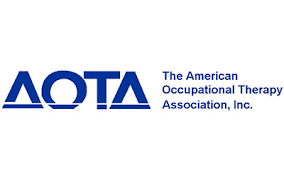 AOTA
The American
Occupational Therapy
Association, Inc.